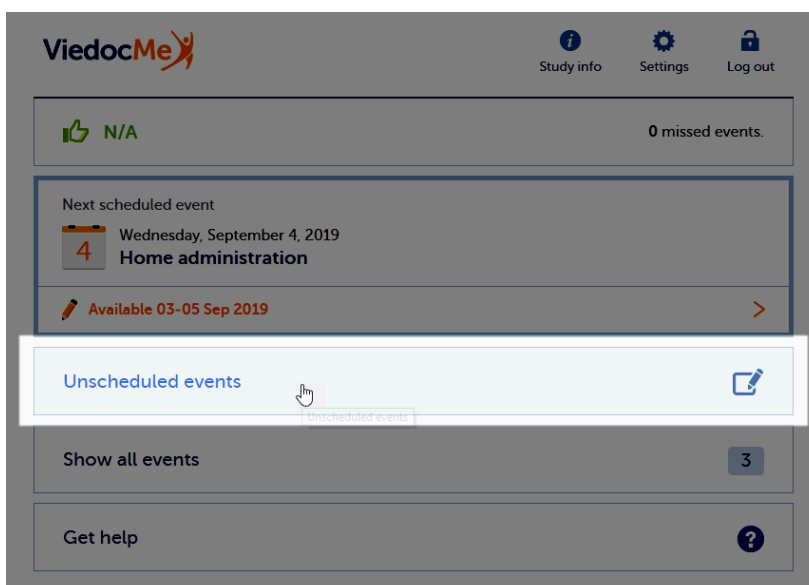 ViedocMe
Study info
Settings
Log out
N/A
0 missed events.
Next scheduled event
4
Wednesday, September 4, 2019
Home administration
Available 03-05 Sep 2019
Unscheduled events
Unscheduled events
Show all events
3
Get help